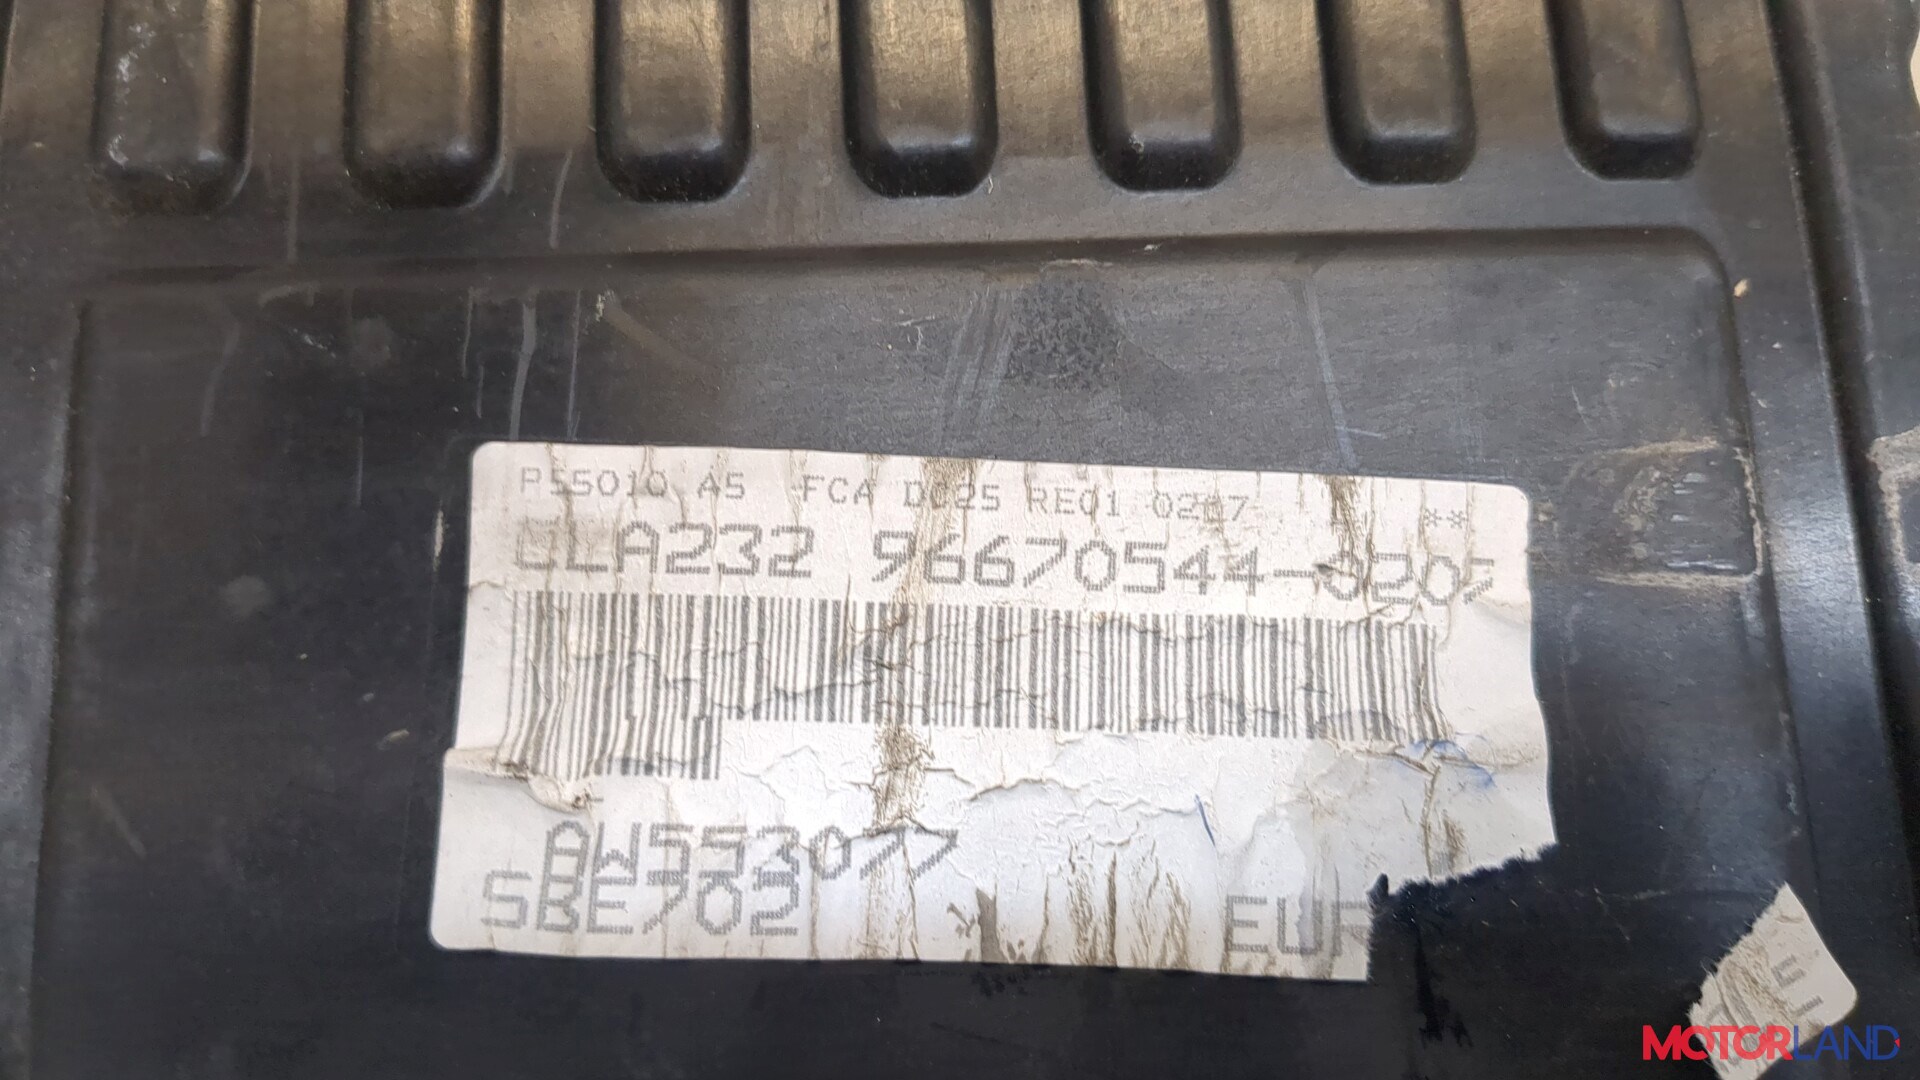 P55010 A5 FCA DC25 RE01 0207
**
CLA232 96670544-0207
AW553077
SBE702 EUR
E
MOTORLAND